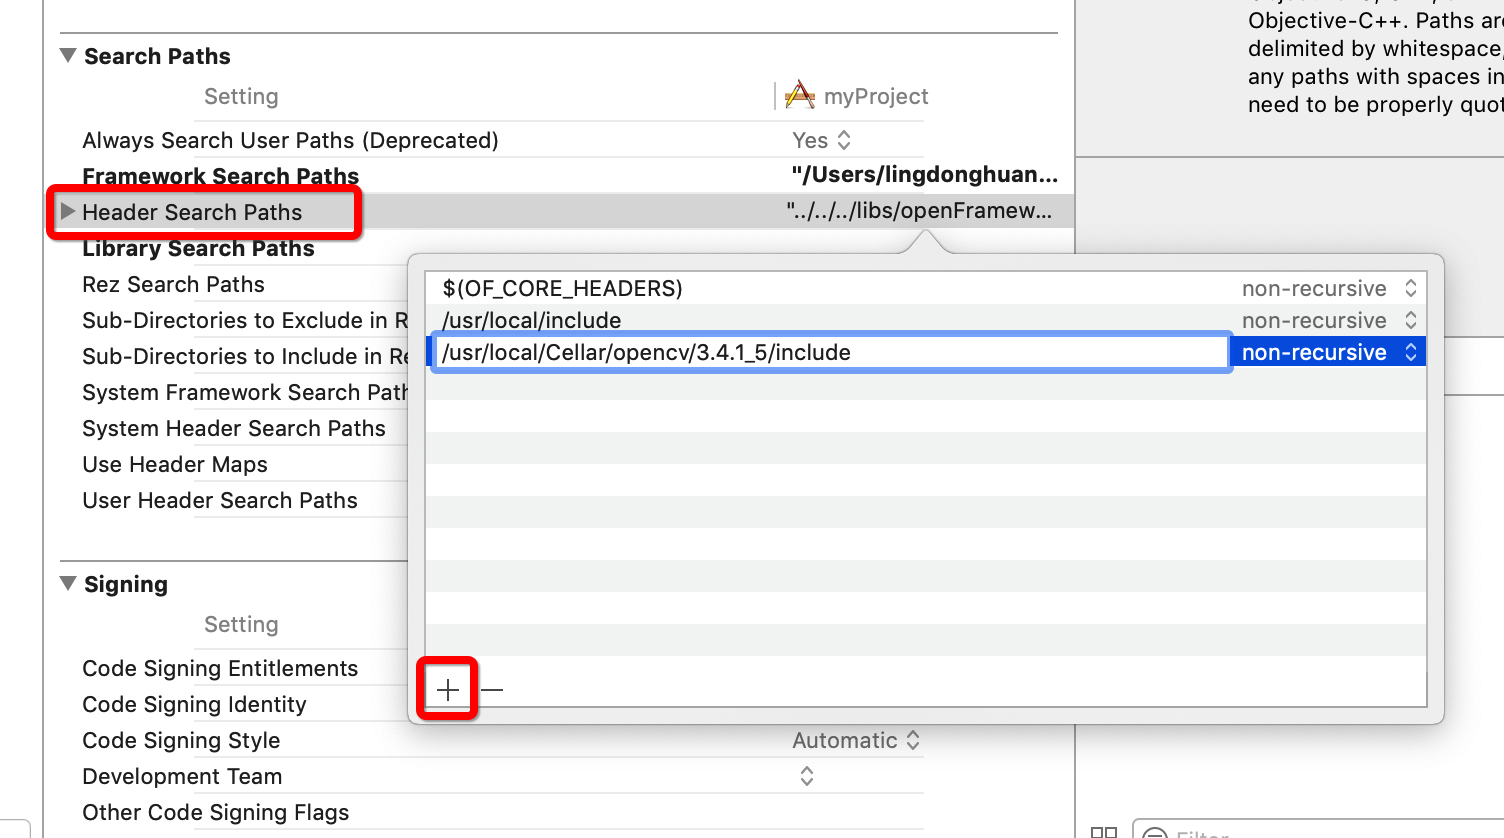 Objective-C++. Paths are
delimited by whitespace,
any paths with spaces in
need to be properly quot
Search Paths
Setting
myProject
Always Search User Paths (Deprecated)
Yes
Framework Search Paths
"/Users/lingdonghuan...
Header Search Paths
"../../../libs/openFramew...
Library Search Paths
Rez Search Paths
Sub-Directories to Exclude in R
Sub-Directories to Include in Re
System Framework Search Path
System Header Search Paths
Use Header Maps
User Header Search Paths
$(OF_CORE_HEADERS)
non-recursive
/usr/local/include
non-recursive
/usr/local/Cellar/opencv/3.4.1_5/include
non-recursive
Signing
Setting
Code Signing Entitlements
Code Signing Identity
Code Signing Style
Automatic
Development Team
Other Code Signing Flags
Filter